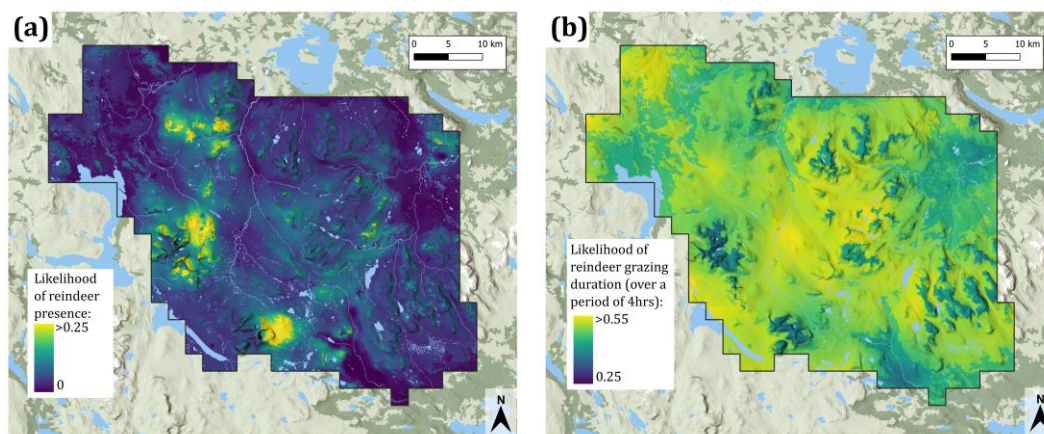 (a)
0 5 10 km
Likelihood
of reindeer
presence:
>0.25
0
N
(b)
0 5 10 km
Likelihood of
reindeer grazing
duration (over a
period of 4hrs):
>0.55
0.25
N